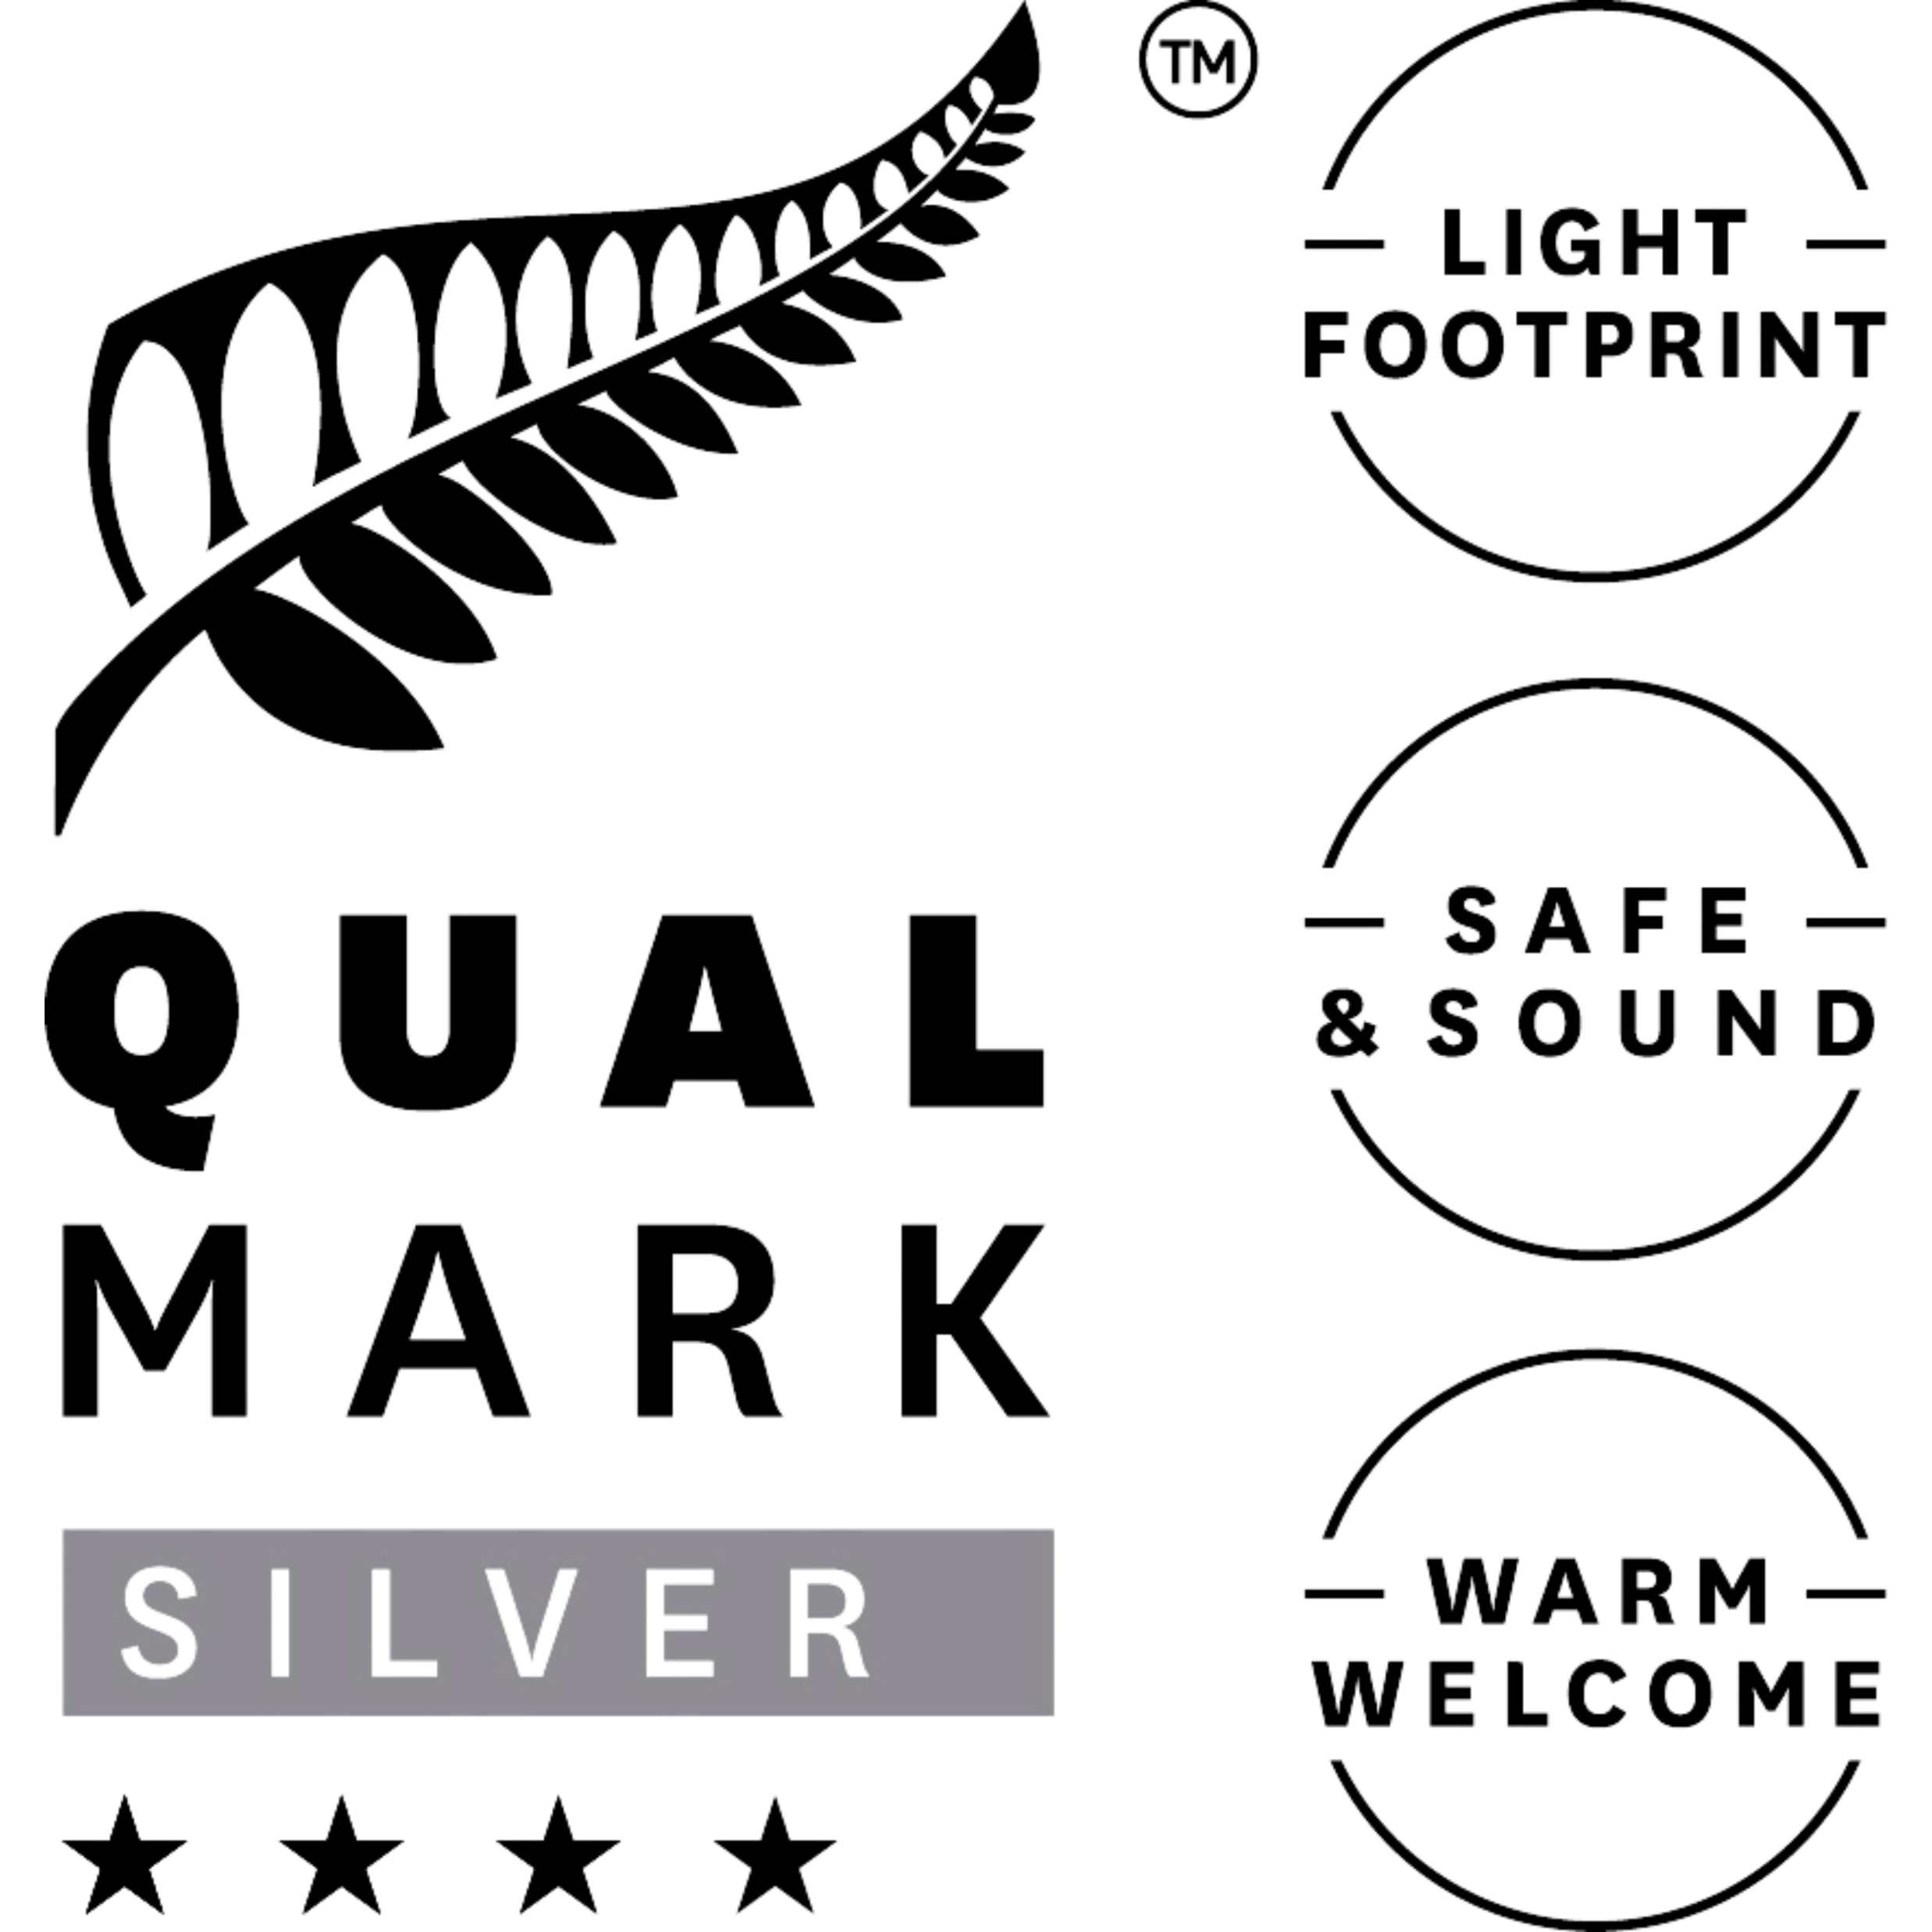 TM
QUAL
MARK
SILVER
LIGHT
FOOTPRINT
SAFE
& SOUND
WARM
WELCOME